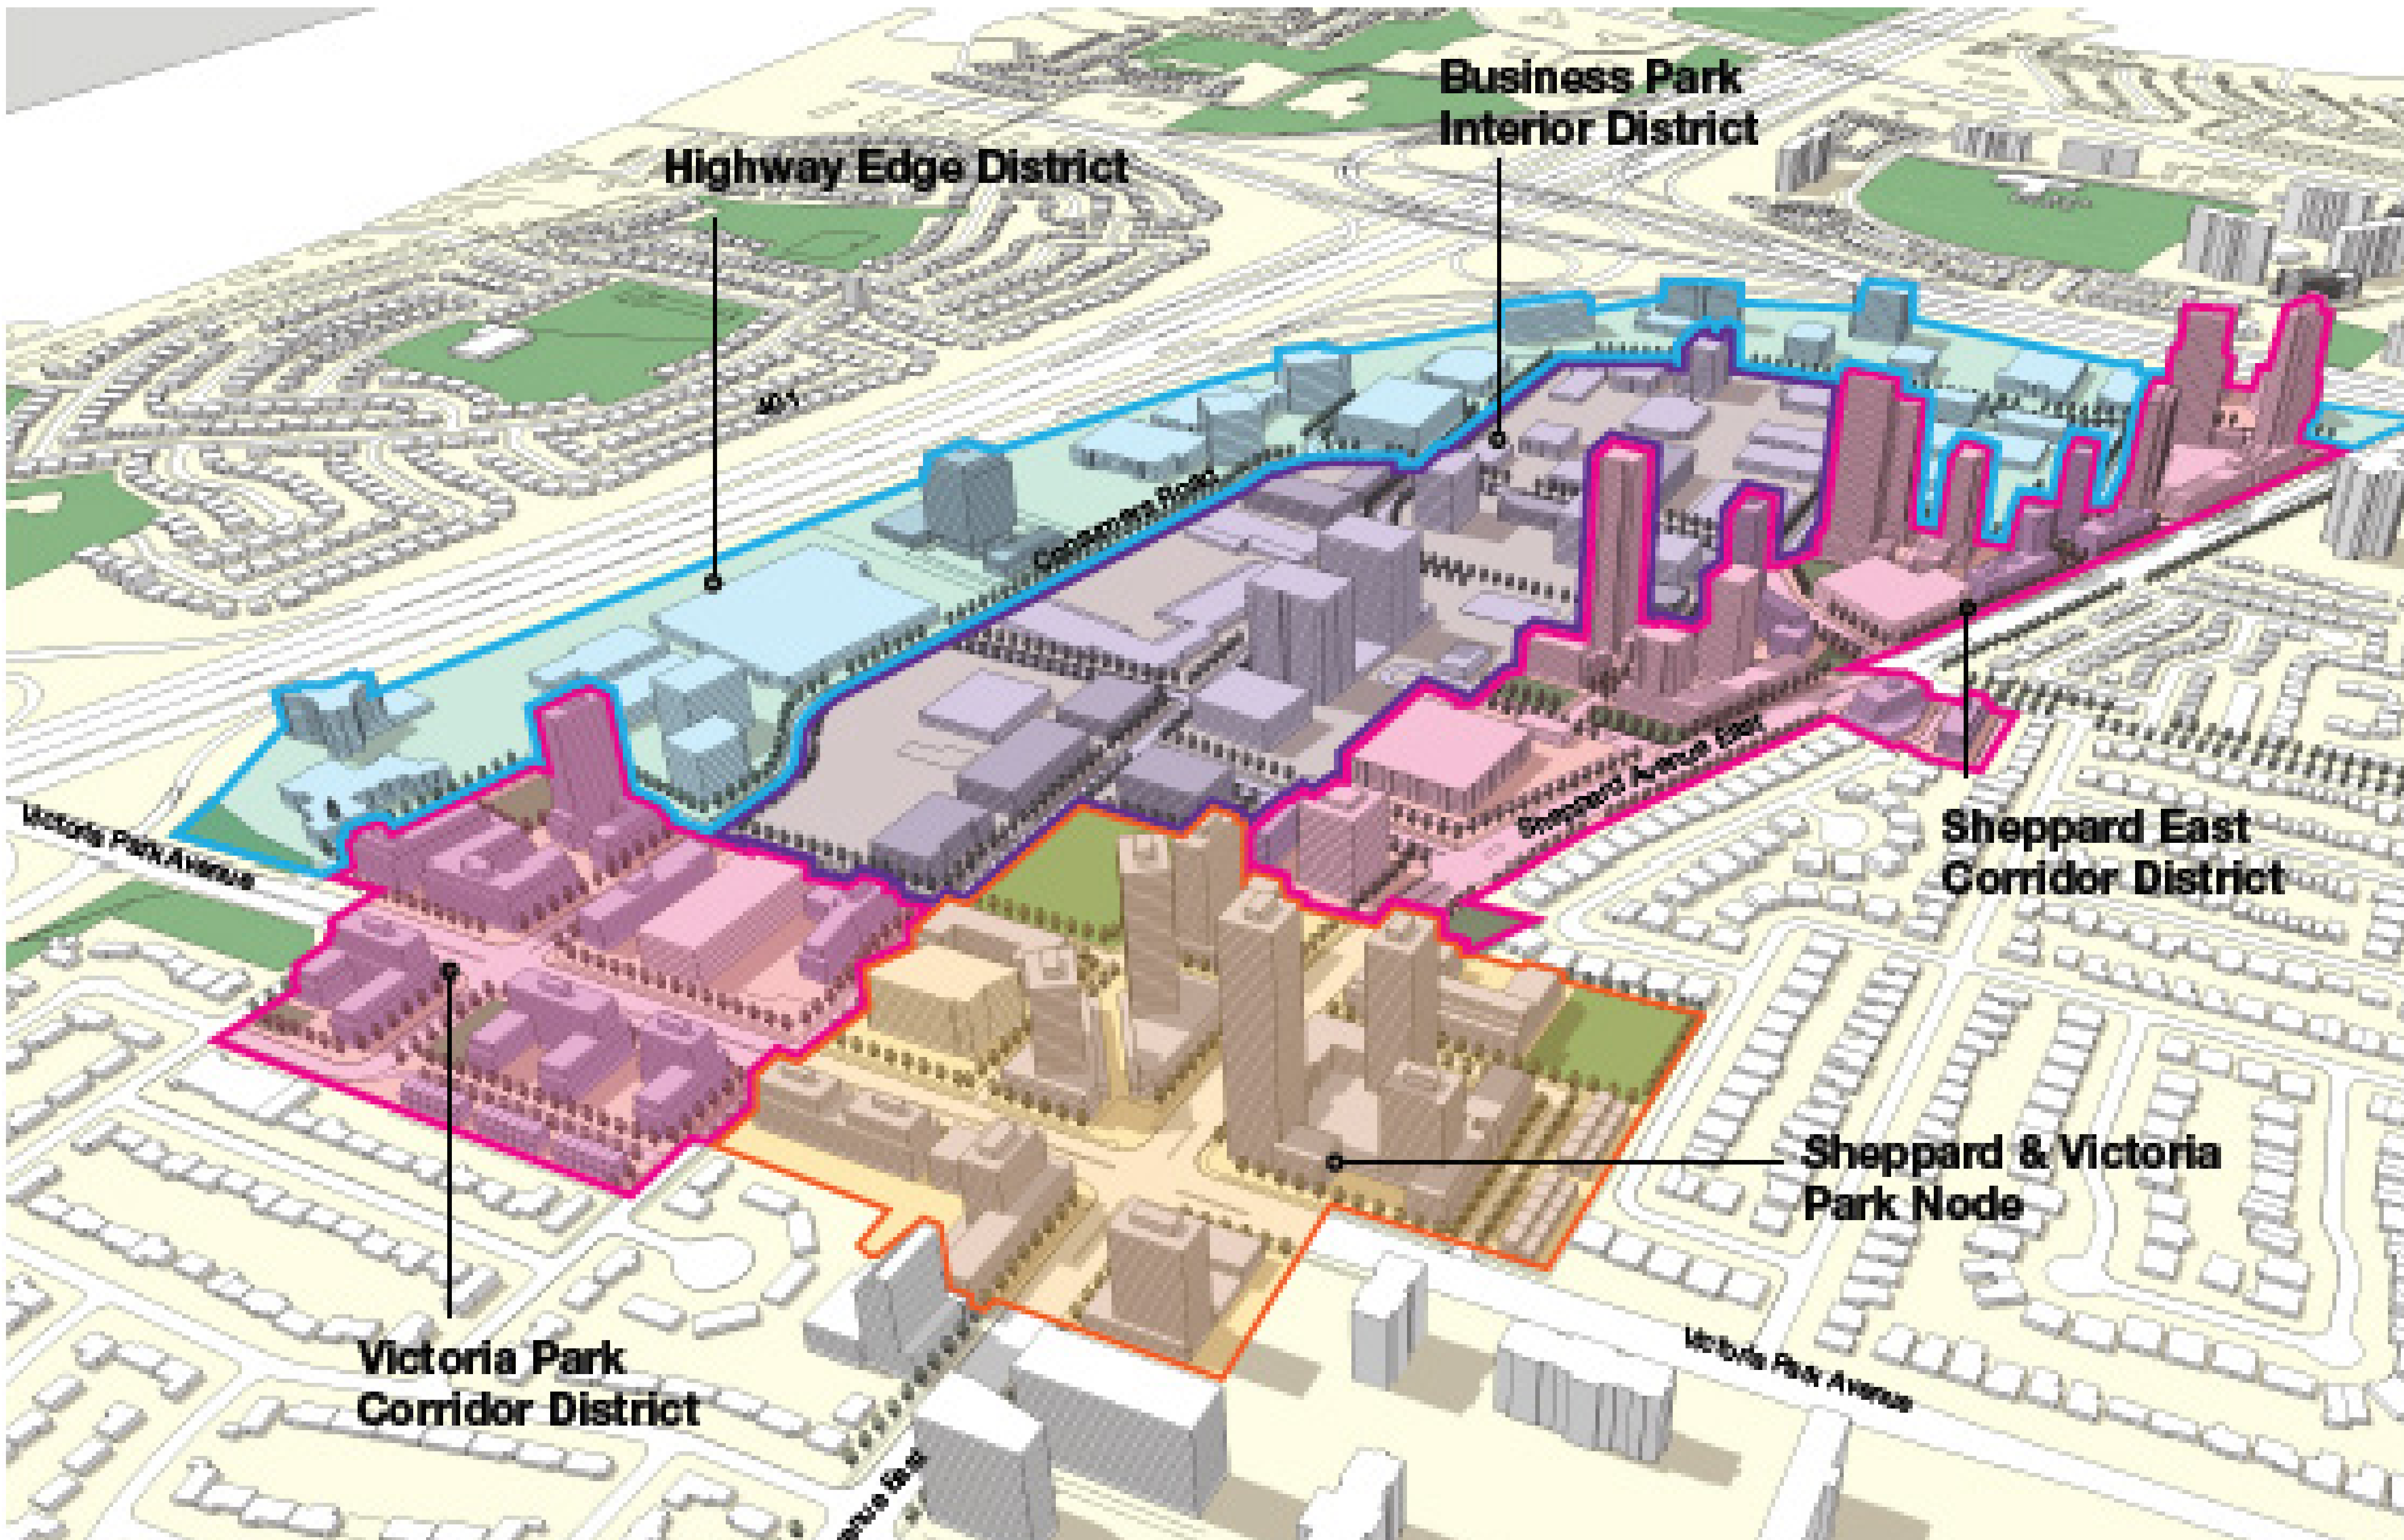 Business Park
Interior District
Highway Edge District
401
Consumers Road
Victoria Park Avenue
Sheppard Avenue East
Sheppard East
Corridor District
Sheppard & Victoria
Park Node
Victoria Park
Corridor District
Victoria Park Avenue
East